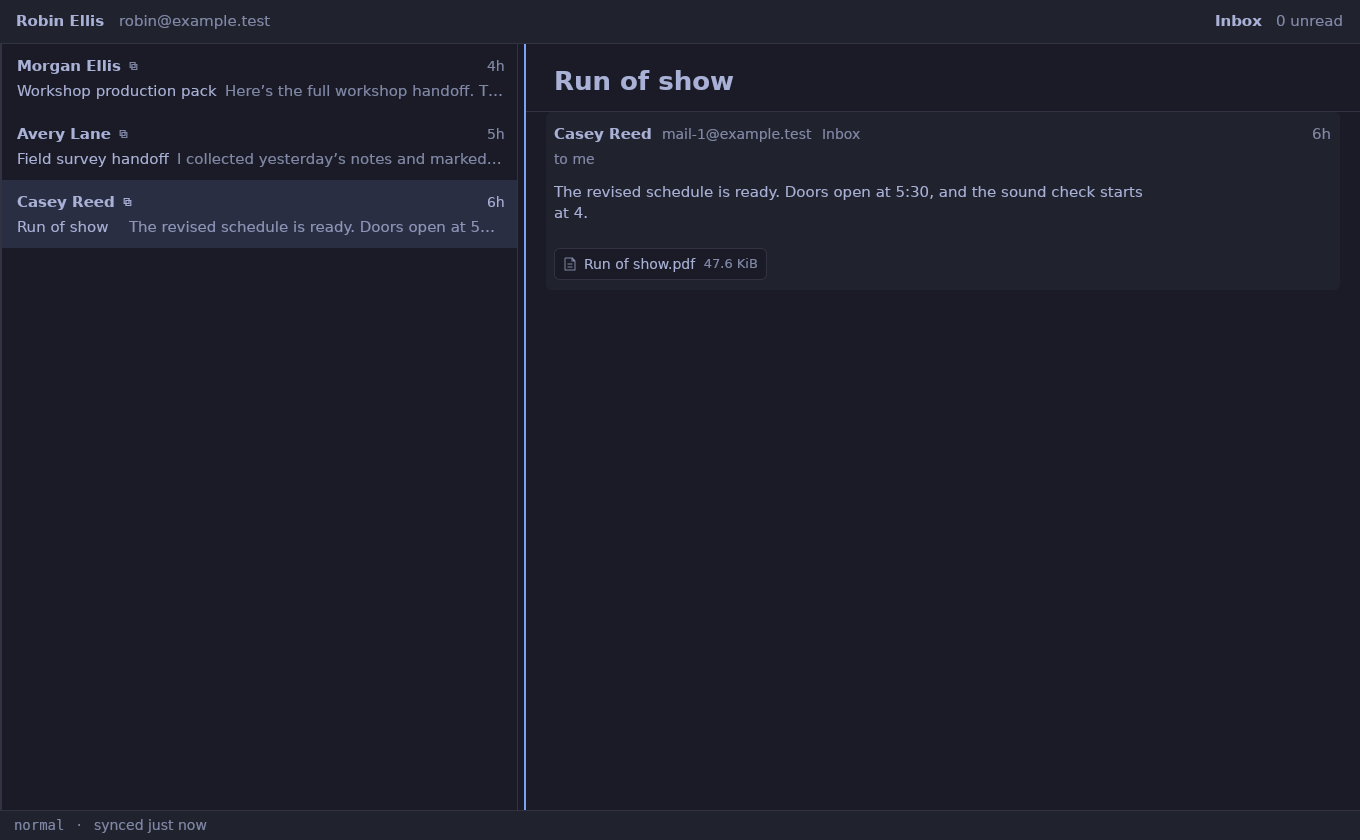 Robin Ellis robin@example.test Inbox 0 unread
Morgan Ellis 4h
Workshop production pack Here’s the full workshop handoff. T…
Avery Lane 5h
Field survey handoff I collected yesterday’s notes and marked…
Casey Reed 6h
Run of show The revised schedule is ready. Doors open at 5…
Run of show
Casey Reed mail-1@example.test Inbox 6h
to me
The revised schedule is ready. Doors open at 5:30, and the sound check starts
at 4.
Run of show.pdf 47.6 KiB
normal · synced just now